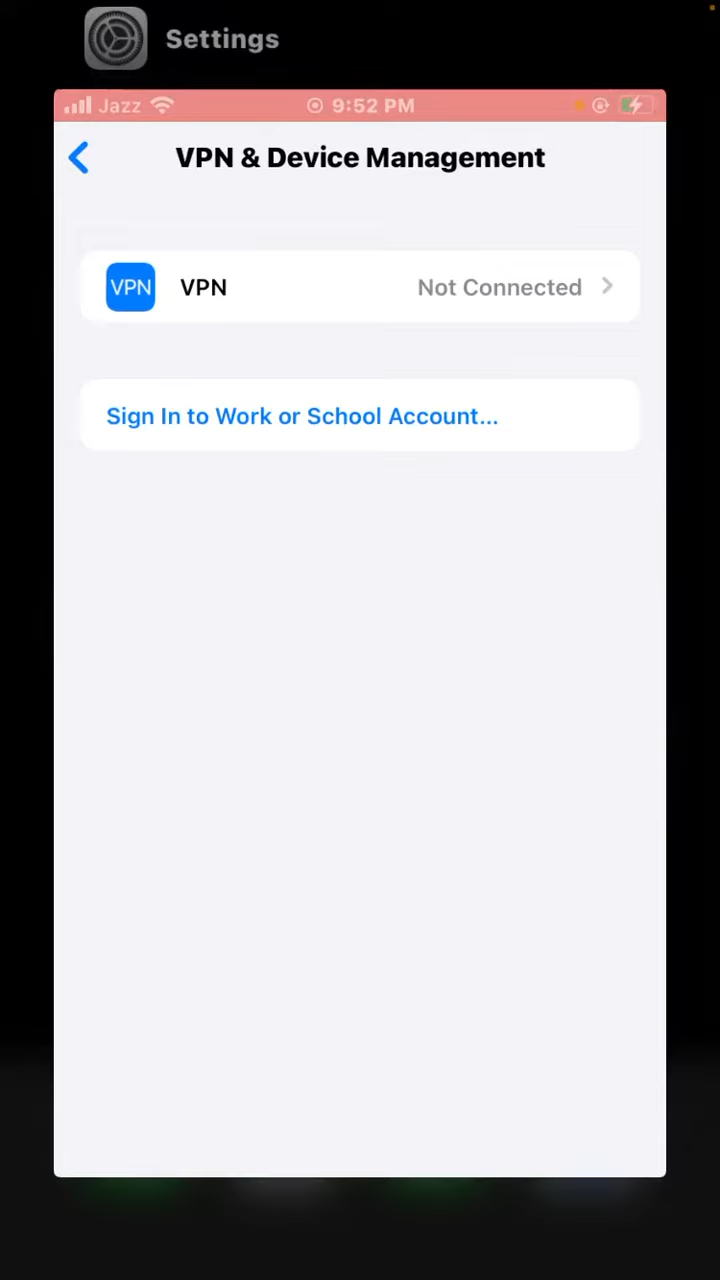 Settings
Jazz 9:52 PM
VPN & Device Management
VPN VPN Not Connected
Sign In to Work or School Account...